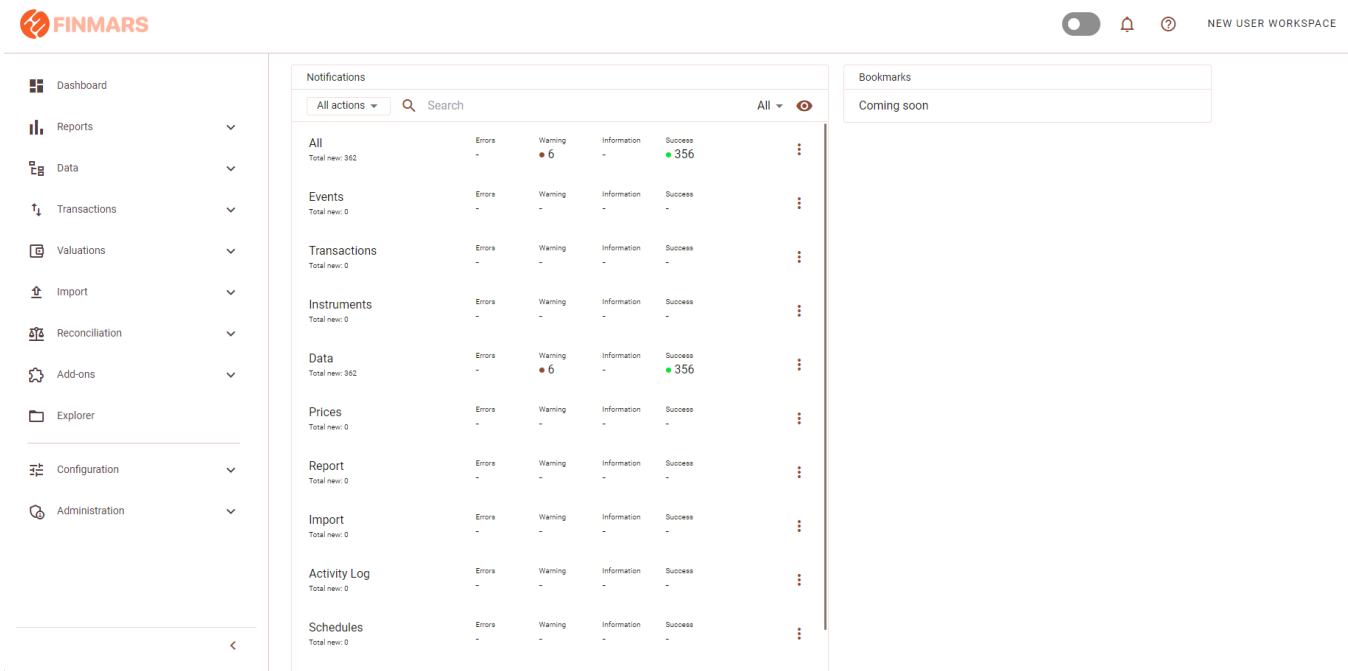 FINMARS
NEW USER WORKSPACE
Dashboard
Reports
Data
Transactions
Valuations
Import
Reconciliation
Add-ons
Explorer
Configuration
Administration
Notifications
All actions
Search
All
All
Total new: 362
Errors Warning Information Success
- 6 - 356
Events
Total new: 0
Errors Warning Information Success
- - - -
Transactions
Total new: 0
Errors Warning Information Success
- - - -
Instruments
Total new: 0
Errors Warning Information Success
- - - -
Data
Total new: 362
Errors Warning Information Success
- 6 - 356
Prices
Total new: 0
Errors Warning Information Success
- - - -
Report
Total new: 0
Errors Warning Information Success
- - - -
Import
Total new: 0
Errors Warning Information Success
- - - -
Activity Log
Total new: 0
Errors Warning Information Success
- - - -
Schedules
Total new: 0
Errors Warning Information Success
- - - -
Bookmarks
Coming soon